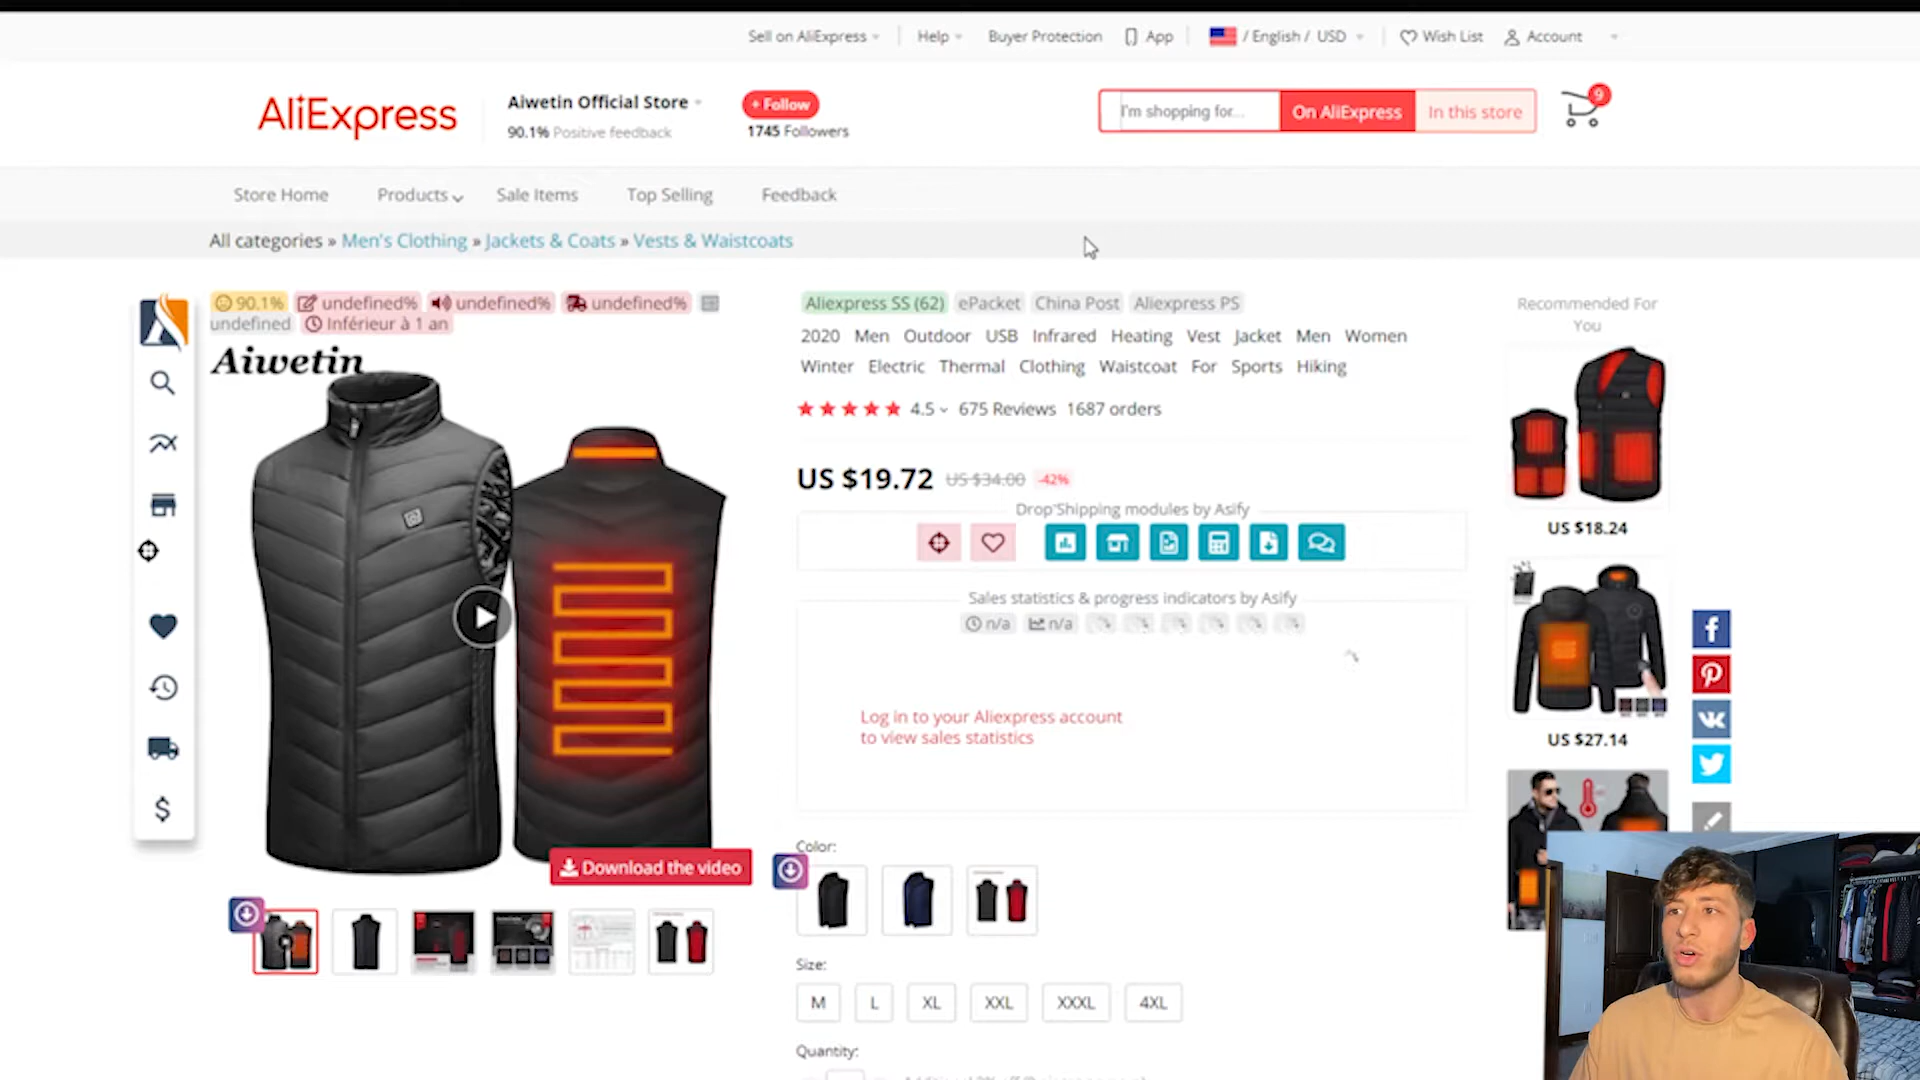 Sell on AliExpress
Help
Buyer Protection
App
/ English / USD
Wish List
Account
AliExpress
Aiwetin Official Store
90.1% Positive feedback
+ Follow
1745 Followers
I'm shopping for...
On AliExpress
In this store
9
Store Home
Products
Sale Items
Top Selling
Feedback
All categories » Men's Clothing » Jackets & Coats » Vests & Waistcoats
90.1% undefined% undefined% undefined%
undefined Inférieur à 1 an
Aiwetin
Download the video
Aliexpress SS (62) ePacket China Post Aliexpress PS
2020 Men Outdoor USB Infrared Heating Vest Jacket Men Women
Winter Electric Thermal Clothing Waistcoat For Sports Hiking
4.5 675 Reviews 1687 orders
US $19.72 US $34.00 -42%
DropShipping modules by Asify
Sales statistics & progress indicators by Asify
n/a n/a
Log in to your Aliexpress account
to view sales statistics
Color:
Size:
M L XL XXL XXXL 4XL
Quantity:
Recommended For
You
US $18.24
US $27.14